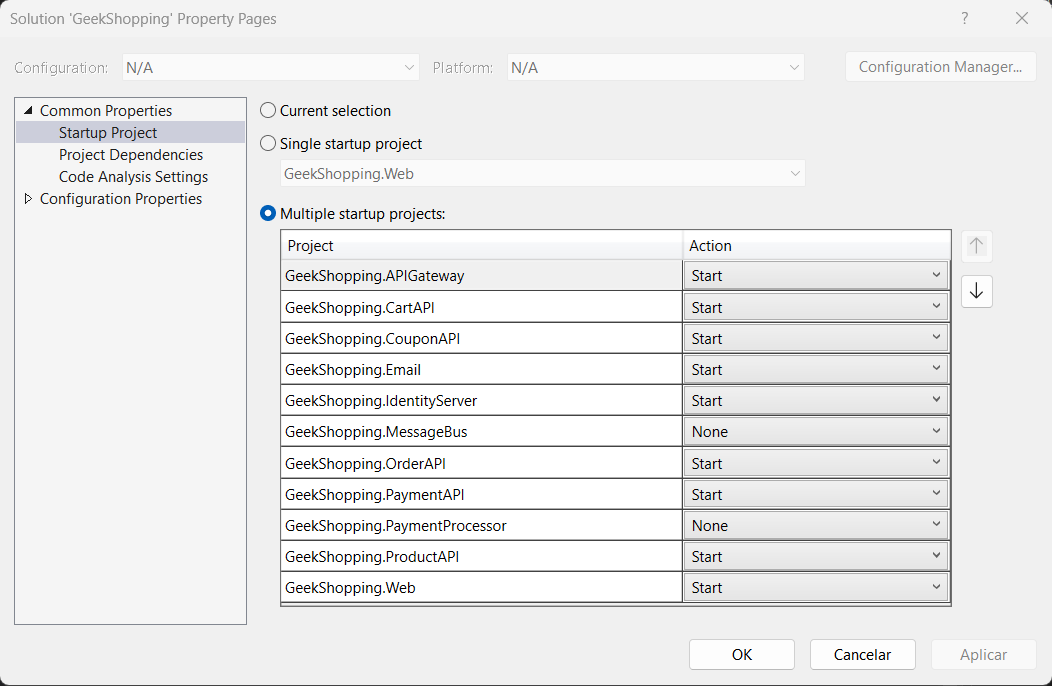 Solution 'GeekShopping' Property Pages
?
Configuration: N/A Platform: N/A Configuration Manager...
Common Properties
Startup Project
Project Dependencies
Code Analysis Settings
Configuration Properties
Current selection
Single startup project
GeekShopping.Web
Multiple startup projects:
Project Action
GeekShopping.APIGateway Start
GeekShopping.CartAPI Start
GeekShopping.CouponAPI Start
GeekShopping.Email Start
GeekShopping.IdentityServer Start
GeekShopping.MessageBus None
GeekShopping.OrderAPI Start
GeekShopping.PaymentAPI Start
GeekShopping.PaymentProcessor None
GeekShopping.ProductAPI Start
GeekShopping.Web Start
OK Cancelar Aplicar